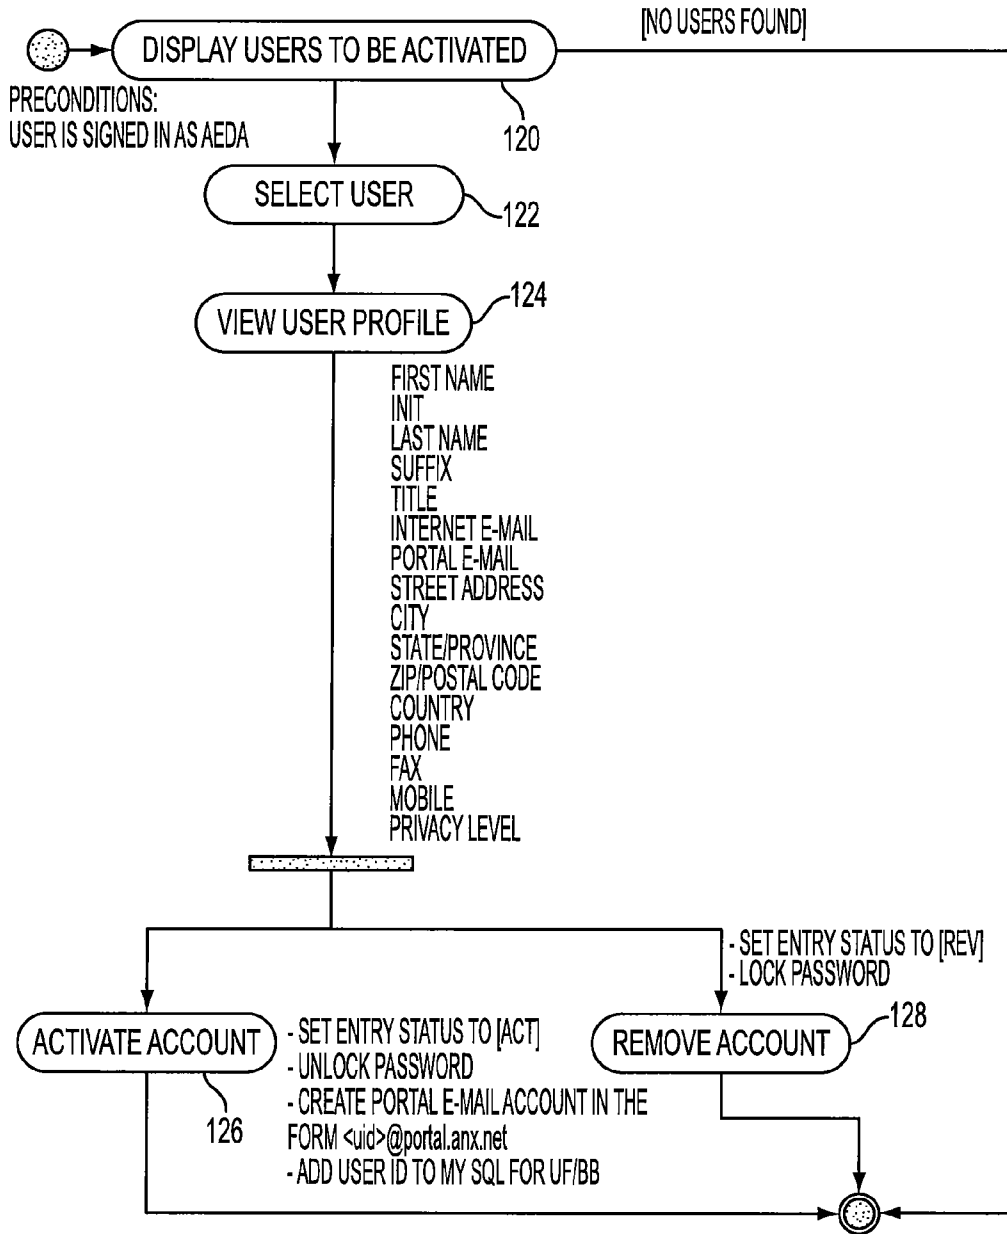 [NO USERS FOUND]
DISPLAY USERS TO BE ACTIVATED
PRECONDITIONS:
USER IS SIGNED IN AS AEDA
120
SELECT USER
122
124
VIEW USER PROFILE
FIRST NAME
INIT
LAST NAME
SUFFIX
TITLE
INTERNET E-MAIL
PORTAL E-MAIL
STREET ADDRESS
CITY
STATE/PROVINCE
ZIP/POSTAL CODE
COUNTRY
PHONE
FAX
MOBILE
PRIVACY LEVEL
- SET ENTRY STATUS TO [REV]
- LOCK PASSWORD
ACTIVATE ACCOUNT
126
- SET ENTRY STATUS TO [ACT]
- UNLOCK PASSWORD
- CREATE PORTAL E-MAIL ACCOUNT IN THE
FORM <uid>@portal.anx.net
- ADD USER ID TO MY SQL FOR UF/BB
REMOVE ACCOUNT
128